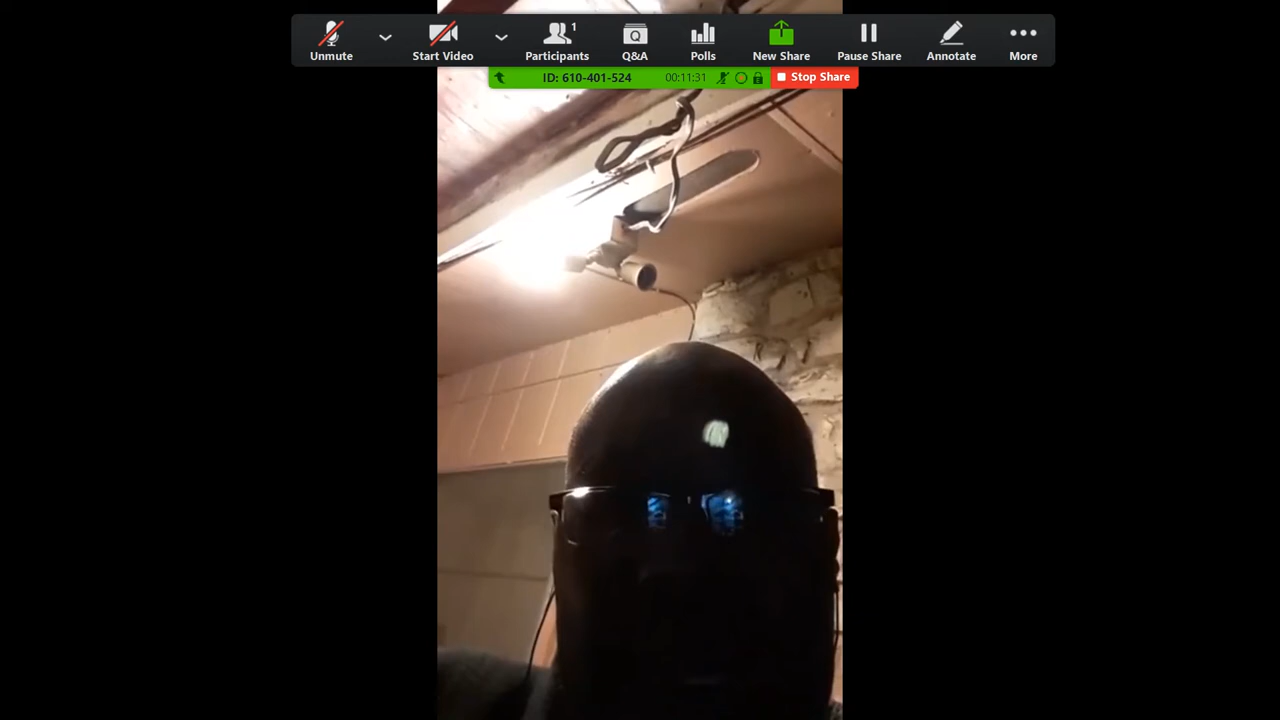 Unmute
Start Video
Participants 1
Q&A
Polls
New Share
Pause Share
Annotate
More
ID: 610-401-524 00:11:31 Stop Share